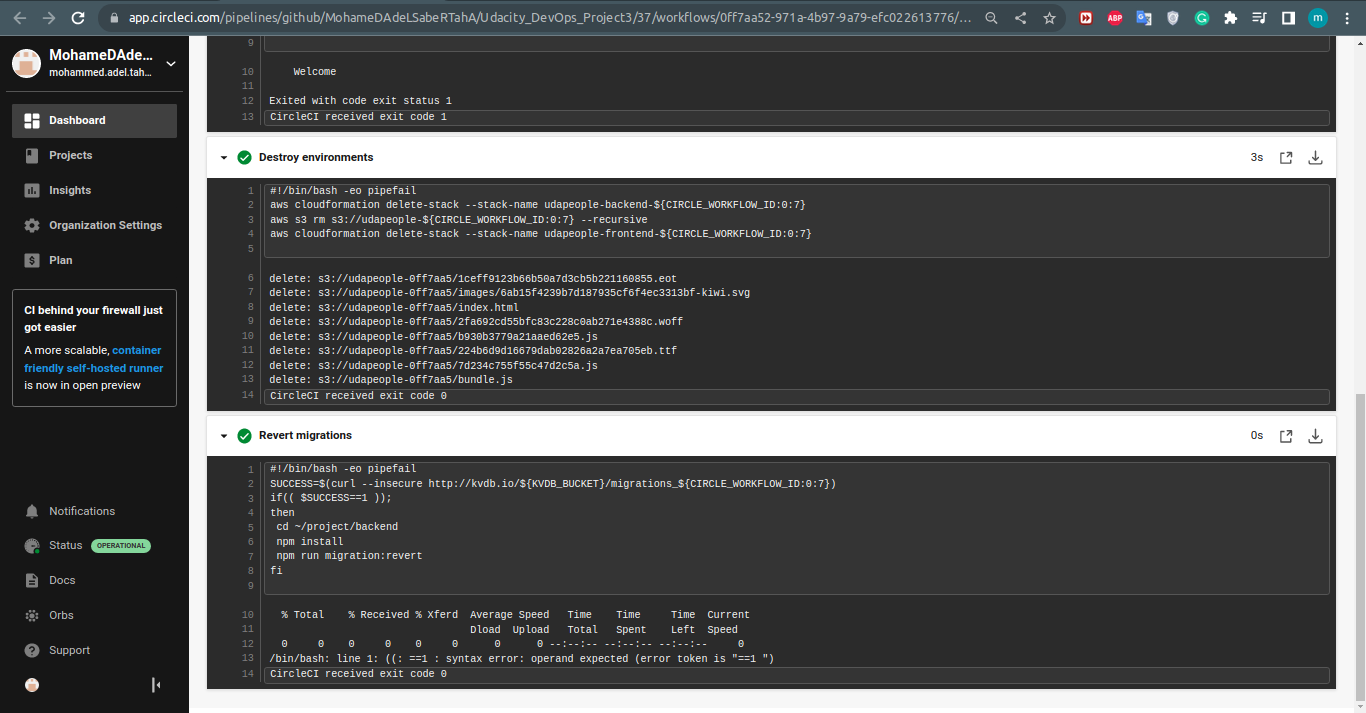 app.circleci.com/pipelines/github/MohameDAdeLSabeRTahA/Udacity_DevOps_Project3/37/workflows/0ff7aa52-971a-4b97-9a79-efc022613776/...
ABP
G
m
MohameDAde...
mohammed.adel.tah...
Dashboard
Projects
Insights
Organization Settings
Plan
CI behind your firewall just
got easier
A more scalable, container
friendly self-hosted runner
is now in open preview
Notifications
Status OPERATIONAL
Docs
Orbs
Support
9
10 Welcome
11
12 Exited with code exit status 1
13 CircleCI received exit code 1
Destroy environments 3s
1 #!/bin/bash -eo pipefail
2 aws cloudformation delete-stack --stack-name udapeople-backend-${CIRCLE_WORKFLOW_ID:0:7}
3 aws s3 rm s3://udapeople-${CIRCLE_WORKFLOW_ID:0:7} --recursive
4 aws cloudformation delete-stack --stack-name udapeople-frontend-${CIRCLE_WORKFLOW_ID:0:7}
5
6 delete: s3://udapeople-0ff7aa5/1ceff9123b66b50a7d3cb5b221160855.eot
7 delete: s3://udapeople-0ff7aa5/images/6ab15f4239b7d187935cf6f4ec3313bf-kiwi.svg
8 delete: s3://udapeople-0ff7aa5/index.html
9 delete: s3://udapeople-0ff7aa5/2fa692cd55bfc83c228c0ab271e4388c.woff
10 delete: s3://udapeople-0ff7aa5/b930b3779a21aaed62e5.js
11 delete: s3://udapeople-0ff7aa5/224b6d9d16679dab02826a2a7ea705eb.ttf
12 delete: s3://udapeople-0ff7aa5/7d234c755f55c47d2c5a.js
13 delete: s3://udapeople-0ff7aa5/bundle.js
14 CircleCI received exit code 0
Revert migrations 0s
1 #!/bin/bash -eo pipefail
2 SUCCESS=$(curl --insecure http://kvdb.io/${KVDB_BUCKET}/migrations_${CIRCLE_WORKFLOW_ID:0:7})
3 if(( $SUCCESS==1 ));
4 then
5 cd ~/project/backend
6 npm install
7 npm run migration:revert
8 fi
9
10 % Total % Received % Xferd Average Speed Time Time Time Current
11 Dload Upload Total Spent Left Speed
12 0 0 0 0 0 0 0 0 --:--:-- --:--:-- --:--:-- 0
13 /bin/bash: line 1: ((: ==1 : syntax error: operand expected (error token is "==1 ")
14 CircleCI received exit code 0